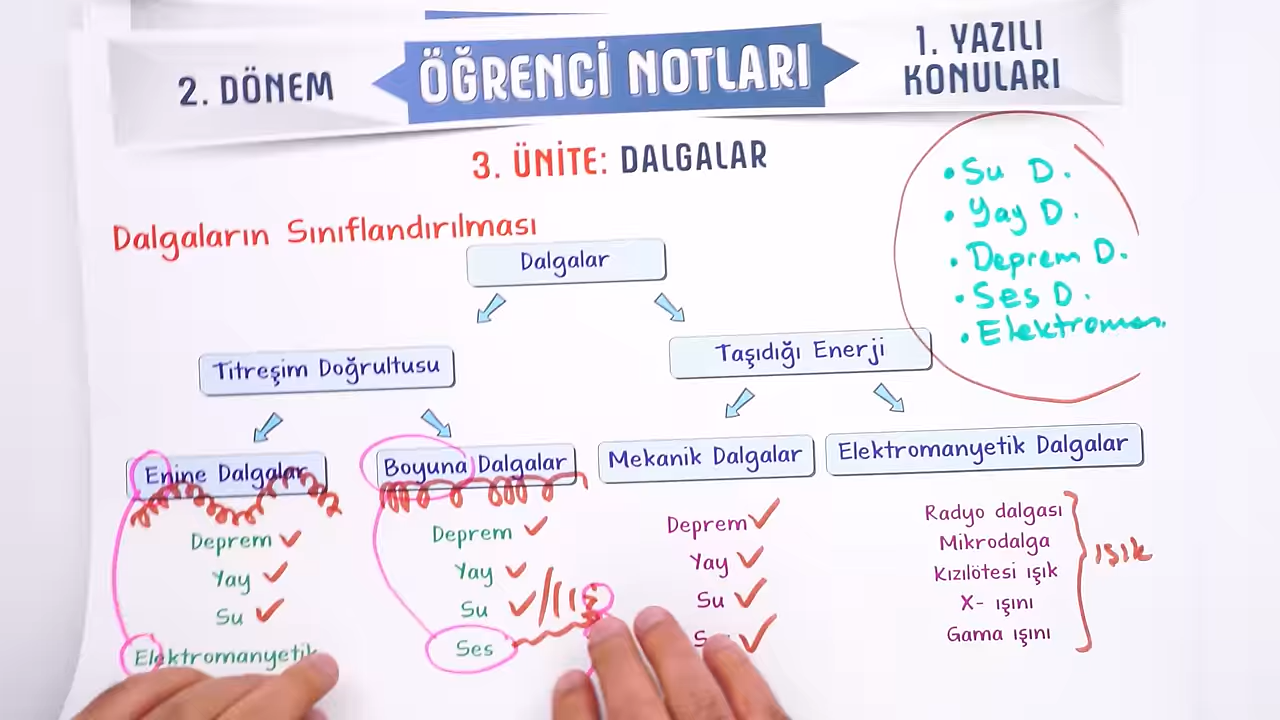 2. DÖNEM
ÖĞRENCİ NOTLARI
1. YAZILI
KONULARI
3. ÜNİTE: DALGALAR
Dalgaların Sınıflandırılması
• Su D.
• Yay D.
• Deprem D.
• Ses D.
• Elektroman.
Dalgalar
Titreşim Doğrultusu
Taşıdığı Enerji
Enine Dalgalar
Boyuna Dalgalar
Mekanik Dalgalar
Elektromanyetik Dalgalar
Deprem
Yay
Su
Elektromanyetik
Deprem
Yay
Su
Ses
Deprem
Yay
Su
Radyo dalgası
Mikrodalga
Kızılötesi ışık
X- ışını
Gama ışını
ışık